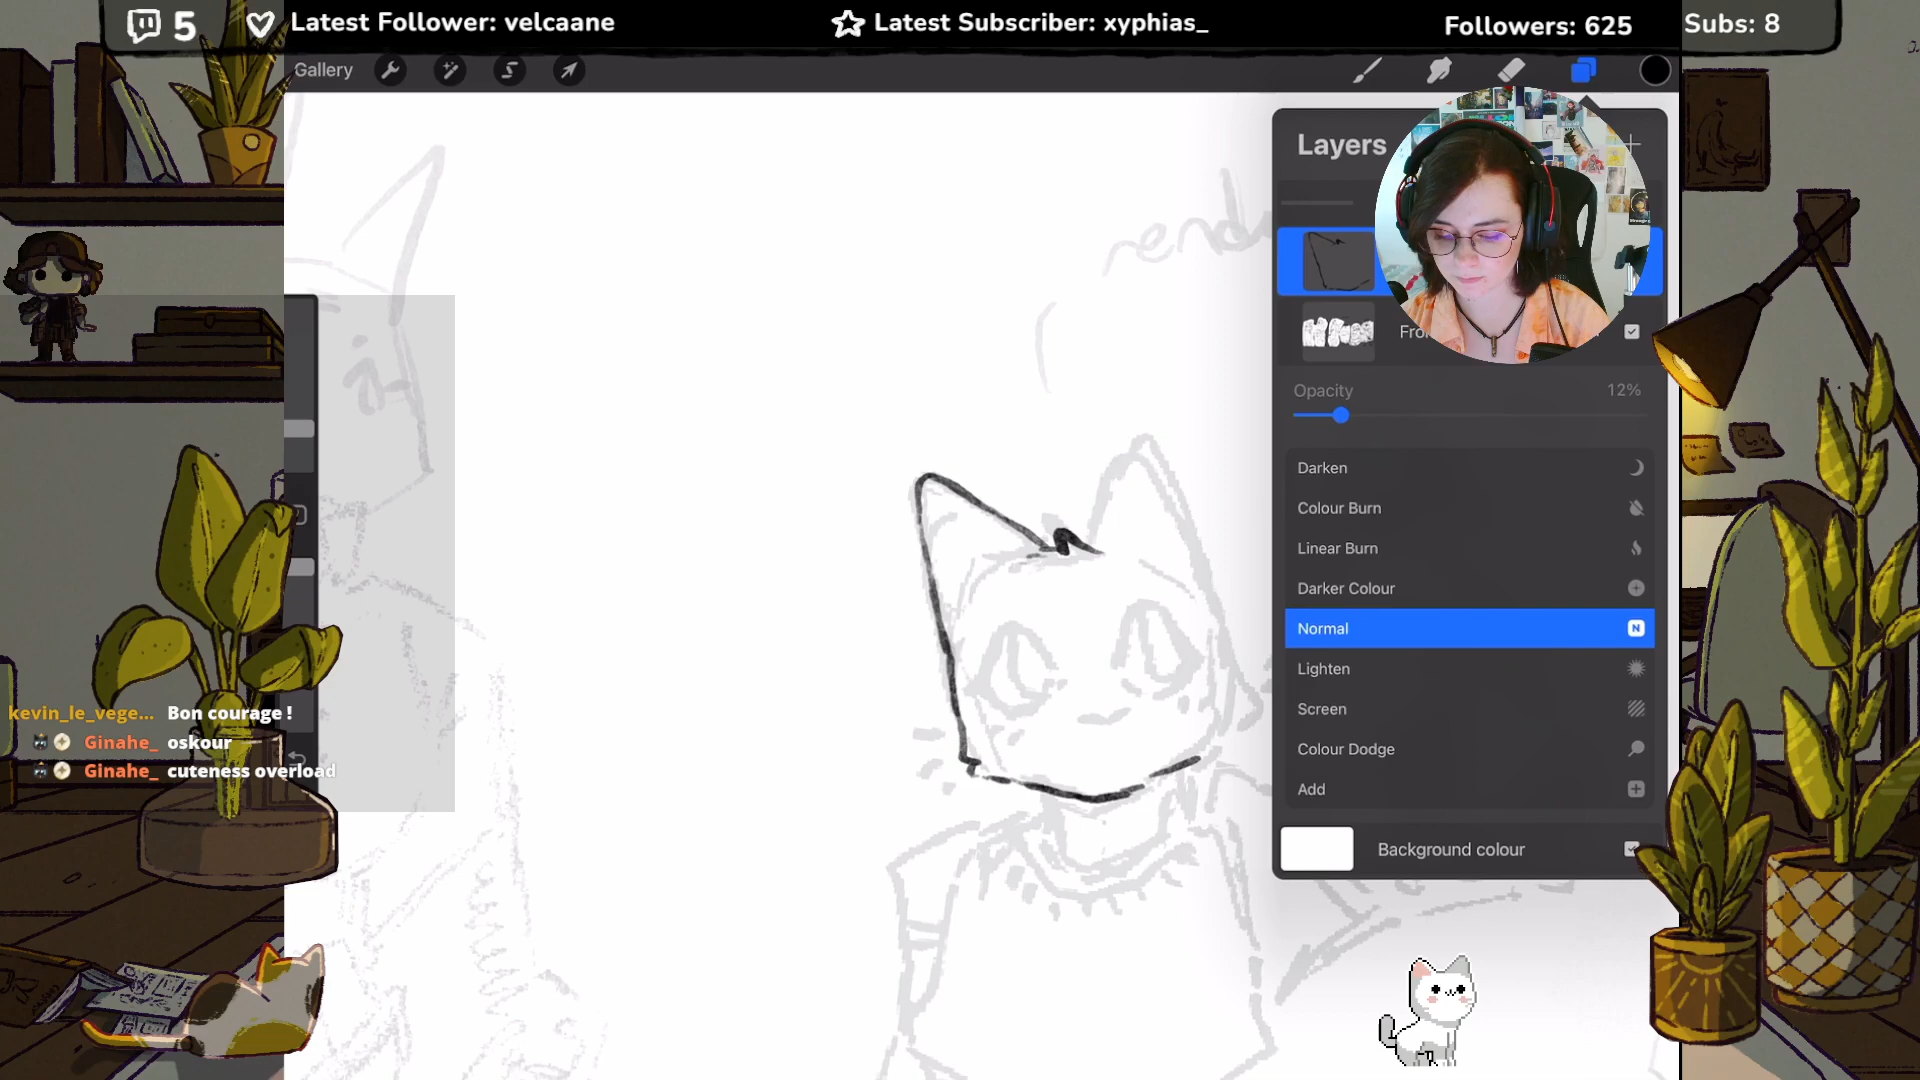 5
Latest Follower: velcaane
Latest Subscriber: xyphias_
Followers: 625
Subs: 8
Gallery
Layers
Opacity
12%
Darken
Colour Burn
Linear Burn
Darker Colour
Normal
N
Lighten
Screen
Colour Dodge
Add
Background colour
kevin_le_vege... Bon courage !
Ginahe_ oskour
Ginahe_ cuteness overload